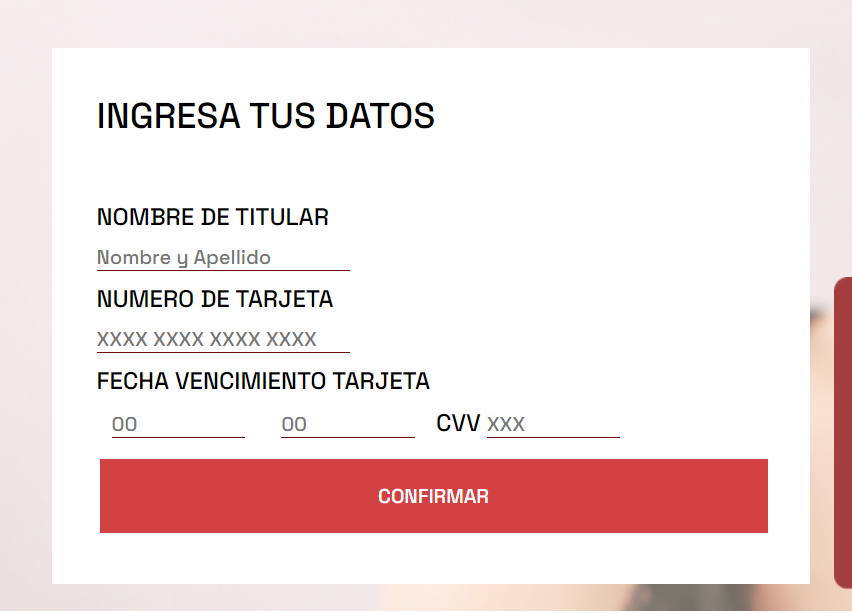 INGRESA TUS DATOS
NOMBRE DE TITULAR
Nombre y Apellido
NUMERO DE TARJETA
XXXX XXXX XXXX XXXX
FECHA VENCIMIENTO TARJETA
00 00 CVV XXX
CONFIRMAR